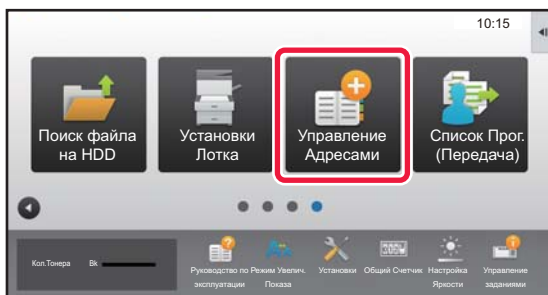 10:15
Поиск файла
на HDD
Установки
Лотка
Управление
Адресами
Список Прог.
(Передача)
Кол.Тонера Bk
Руководство по
эксплуатации
Режим Увелич.
Показа
Установки
Общий Счетчик
Настройка
Яркости
Управление
заданиями